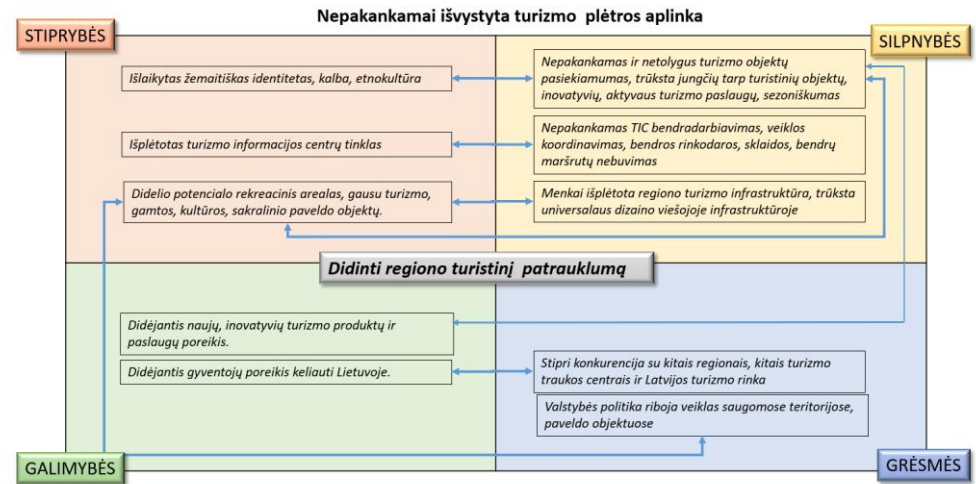 Nepakankamai išvystyta turizmo plėtros aplinka
STIPRYBĖS
SILPNYBĖS
Išlaikytas žemaitiškas identitetas, kalba, etnokultūra
Nepakankamas ir netolygus turizmo objektų
pasiekiamumas, trūksta jungčių tarp turistinių objektų,
inovatyvių, aktyvaus turizmo paslaugų, sezoniškumas
Išplėtotas turizmo informacijos centrų tinklas
Nepakankamas TIC bendradarbiavimas, veiklos
koordinavimas, bendros rinkodaros, sklaidos, bendrų
maršrutų nebuvimas
Didelio potencialo rekreacinis arealas, gausu turizmo,
gamtos, kultūros, sakralinio paveldo objektų.
Menkai išplėtota regiono turizmo infrastruktūra, trūksta
universalaus dizaino viešojoje infrastruktūroje
Didinti regiono turistinį patrauklumą
Didėjantis naujų, inovatyvių turizmo produktų ir
paslaugų poreikis.
Didėjantis gyventojų poreikis keliauti Lietuvoje.
Stipri konkurencija su kitais regionais, kitais turizmo
traukos centrais ir Latvijos turizmo rinka
Valstybės politika riboja veiklas saugomose teritorijose,
paveldo objektuose
GALIMYBĖS
GRĖSMĖS